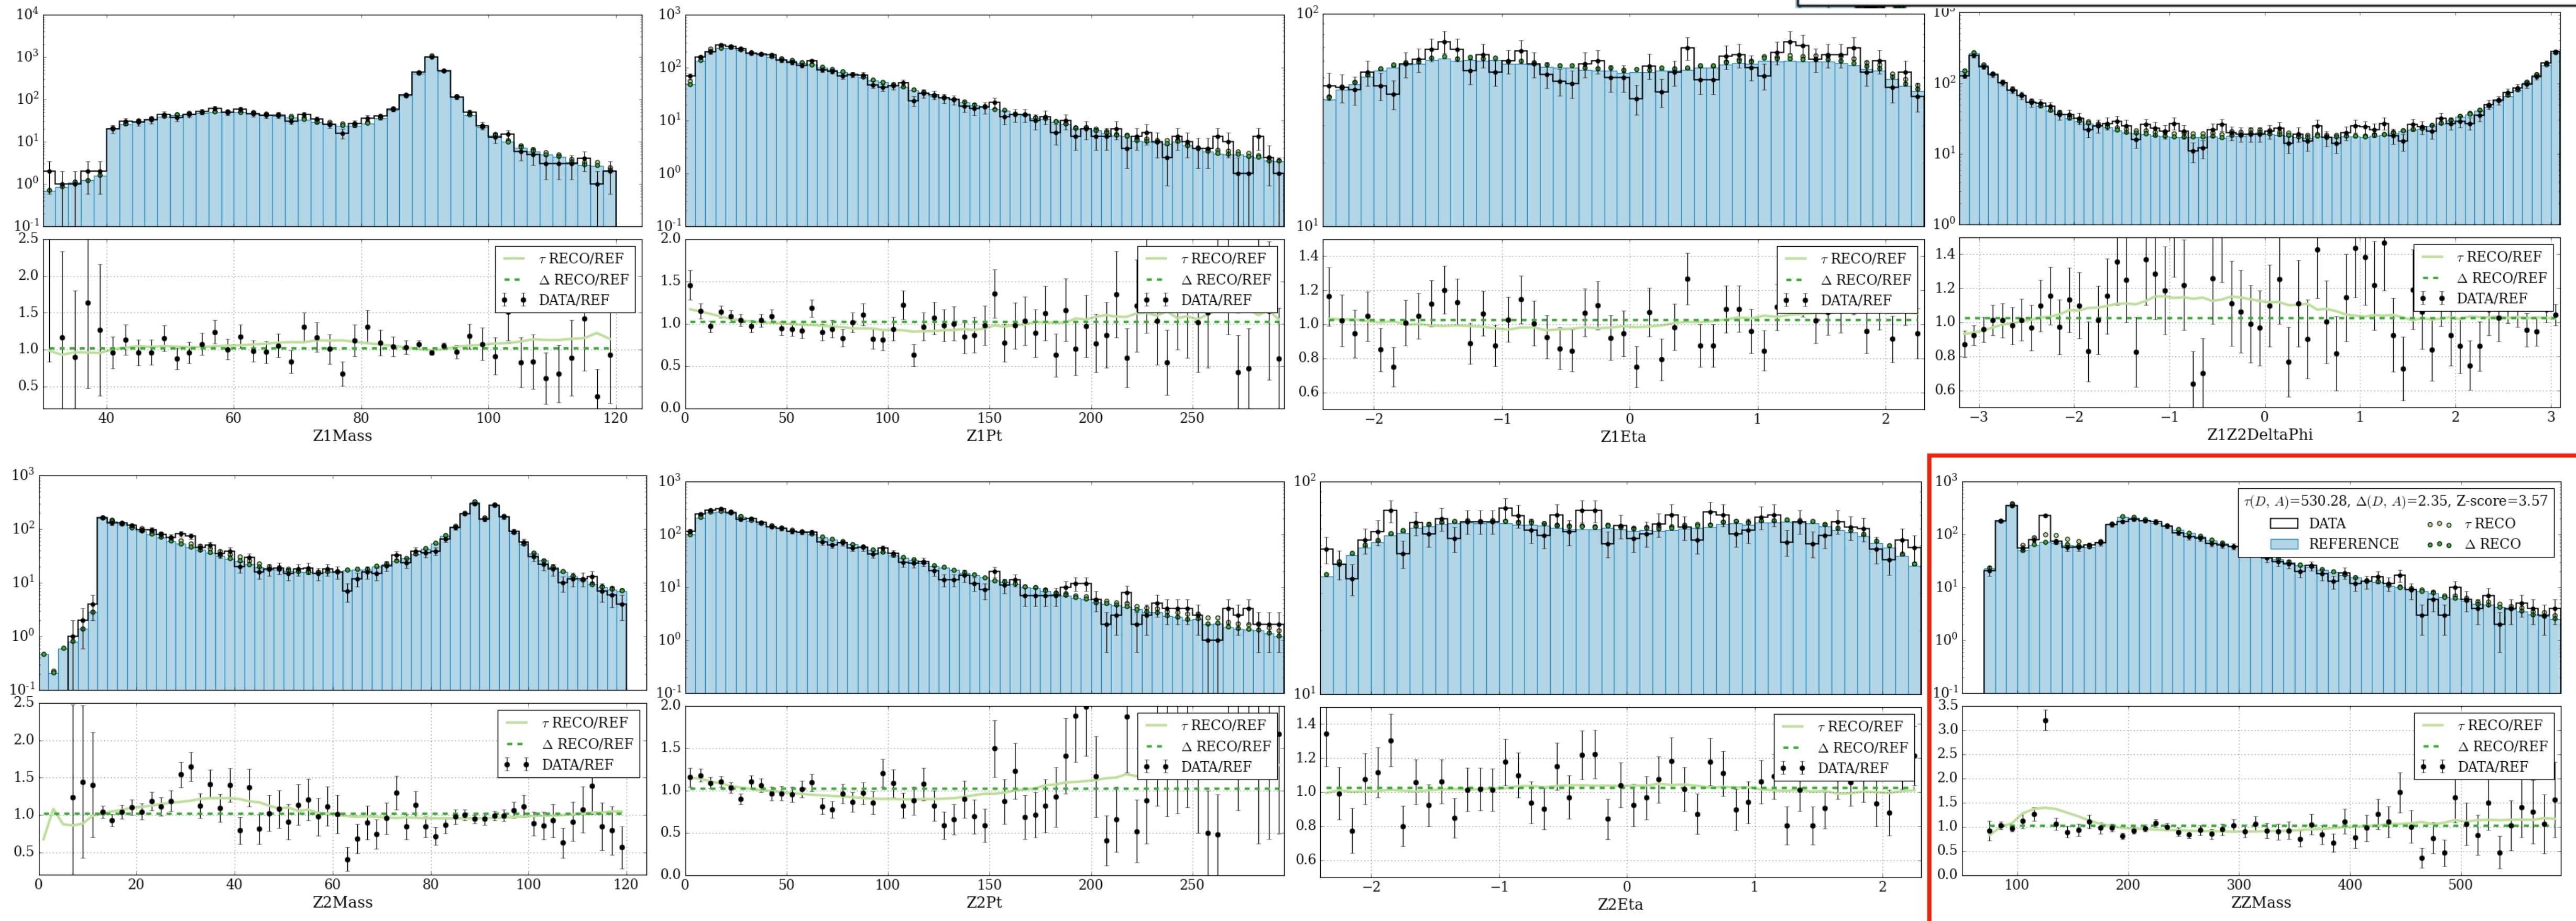 10⁴
10³
10²
10¹
10⁰
10⁻¹
2.5
2.0
1.5
1.0
0.5
τ RECO/REF
Δ RECO/REF
DATA/REF
40 60 80 100 120
Z1Mass
10³
10²
10¹
10⁰
10⁻¹
2.0
1.5
1.0
0.5
0.0
τ RECO/REF
Δ RECO/REF
DATA/REF
0 50 100 150 200 250
Z1Pt
10²
10¹
1.4
1.2
1.0
0.8
0.6
τ RECO/REF
Δ RECO/REF
DATA/REF
−2 −1 0 1 2
Z1Eta
10³
10²
10¹
10⁰
1.4
1.2
1.0
0.8
0.6
τ RECO/REF
Δ RECO/REF
DATA/REF
−3 −2 −1 0 1 2 3
Z1Z2DeltaPhi
10³
10²
10¹
10⁰
10⁻¹
2.5
2.0
1.5
1.0
0.5
τ RECO/REF
Δ RECO/REF
DATA/REF
0 20 40 60 80 100 120
Z2Mass
10³
10²
10¹
10⁰
10⁻¹
2.0
1.5
1.0
0.5
0.0
τ RECO/REF
Δ RECO/REF
DATA/REF
0 50 100 150 200 250
Z2Pt
10²
10¹
1.4
1.2
1.0
0.8
0.6
τ RECO/REF
Δ RECO/REF
DATA/REF
−2 −1 0 1 2
Z2Eta
10³
10²
10¹
10⁰
10⁻¹
τ(D, A)=530.28, Δ(D, A)=2.35, Z-score=3.57
DATA τ RECO
REFERENCE Δ RECO
3.5
3.0
2.5
2.0
1.5
1.0
0.5
0.0
τ RECO/REF
Δ RECO/REF
DATA/REF
100 200 300 400 500
ZZMass